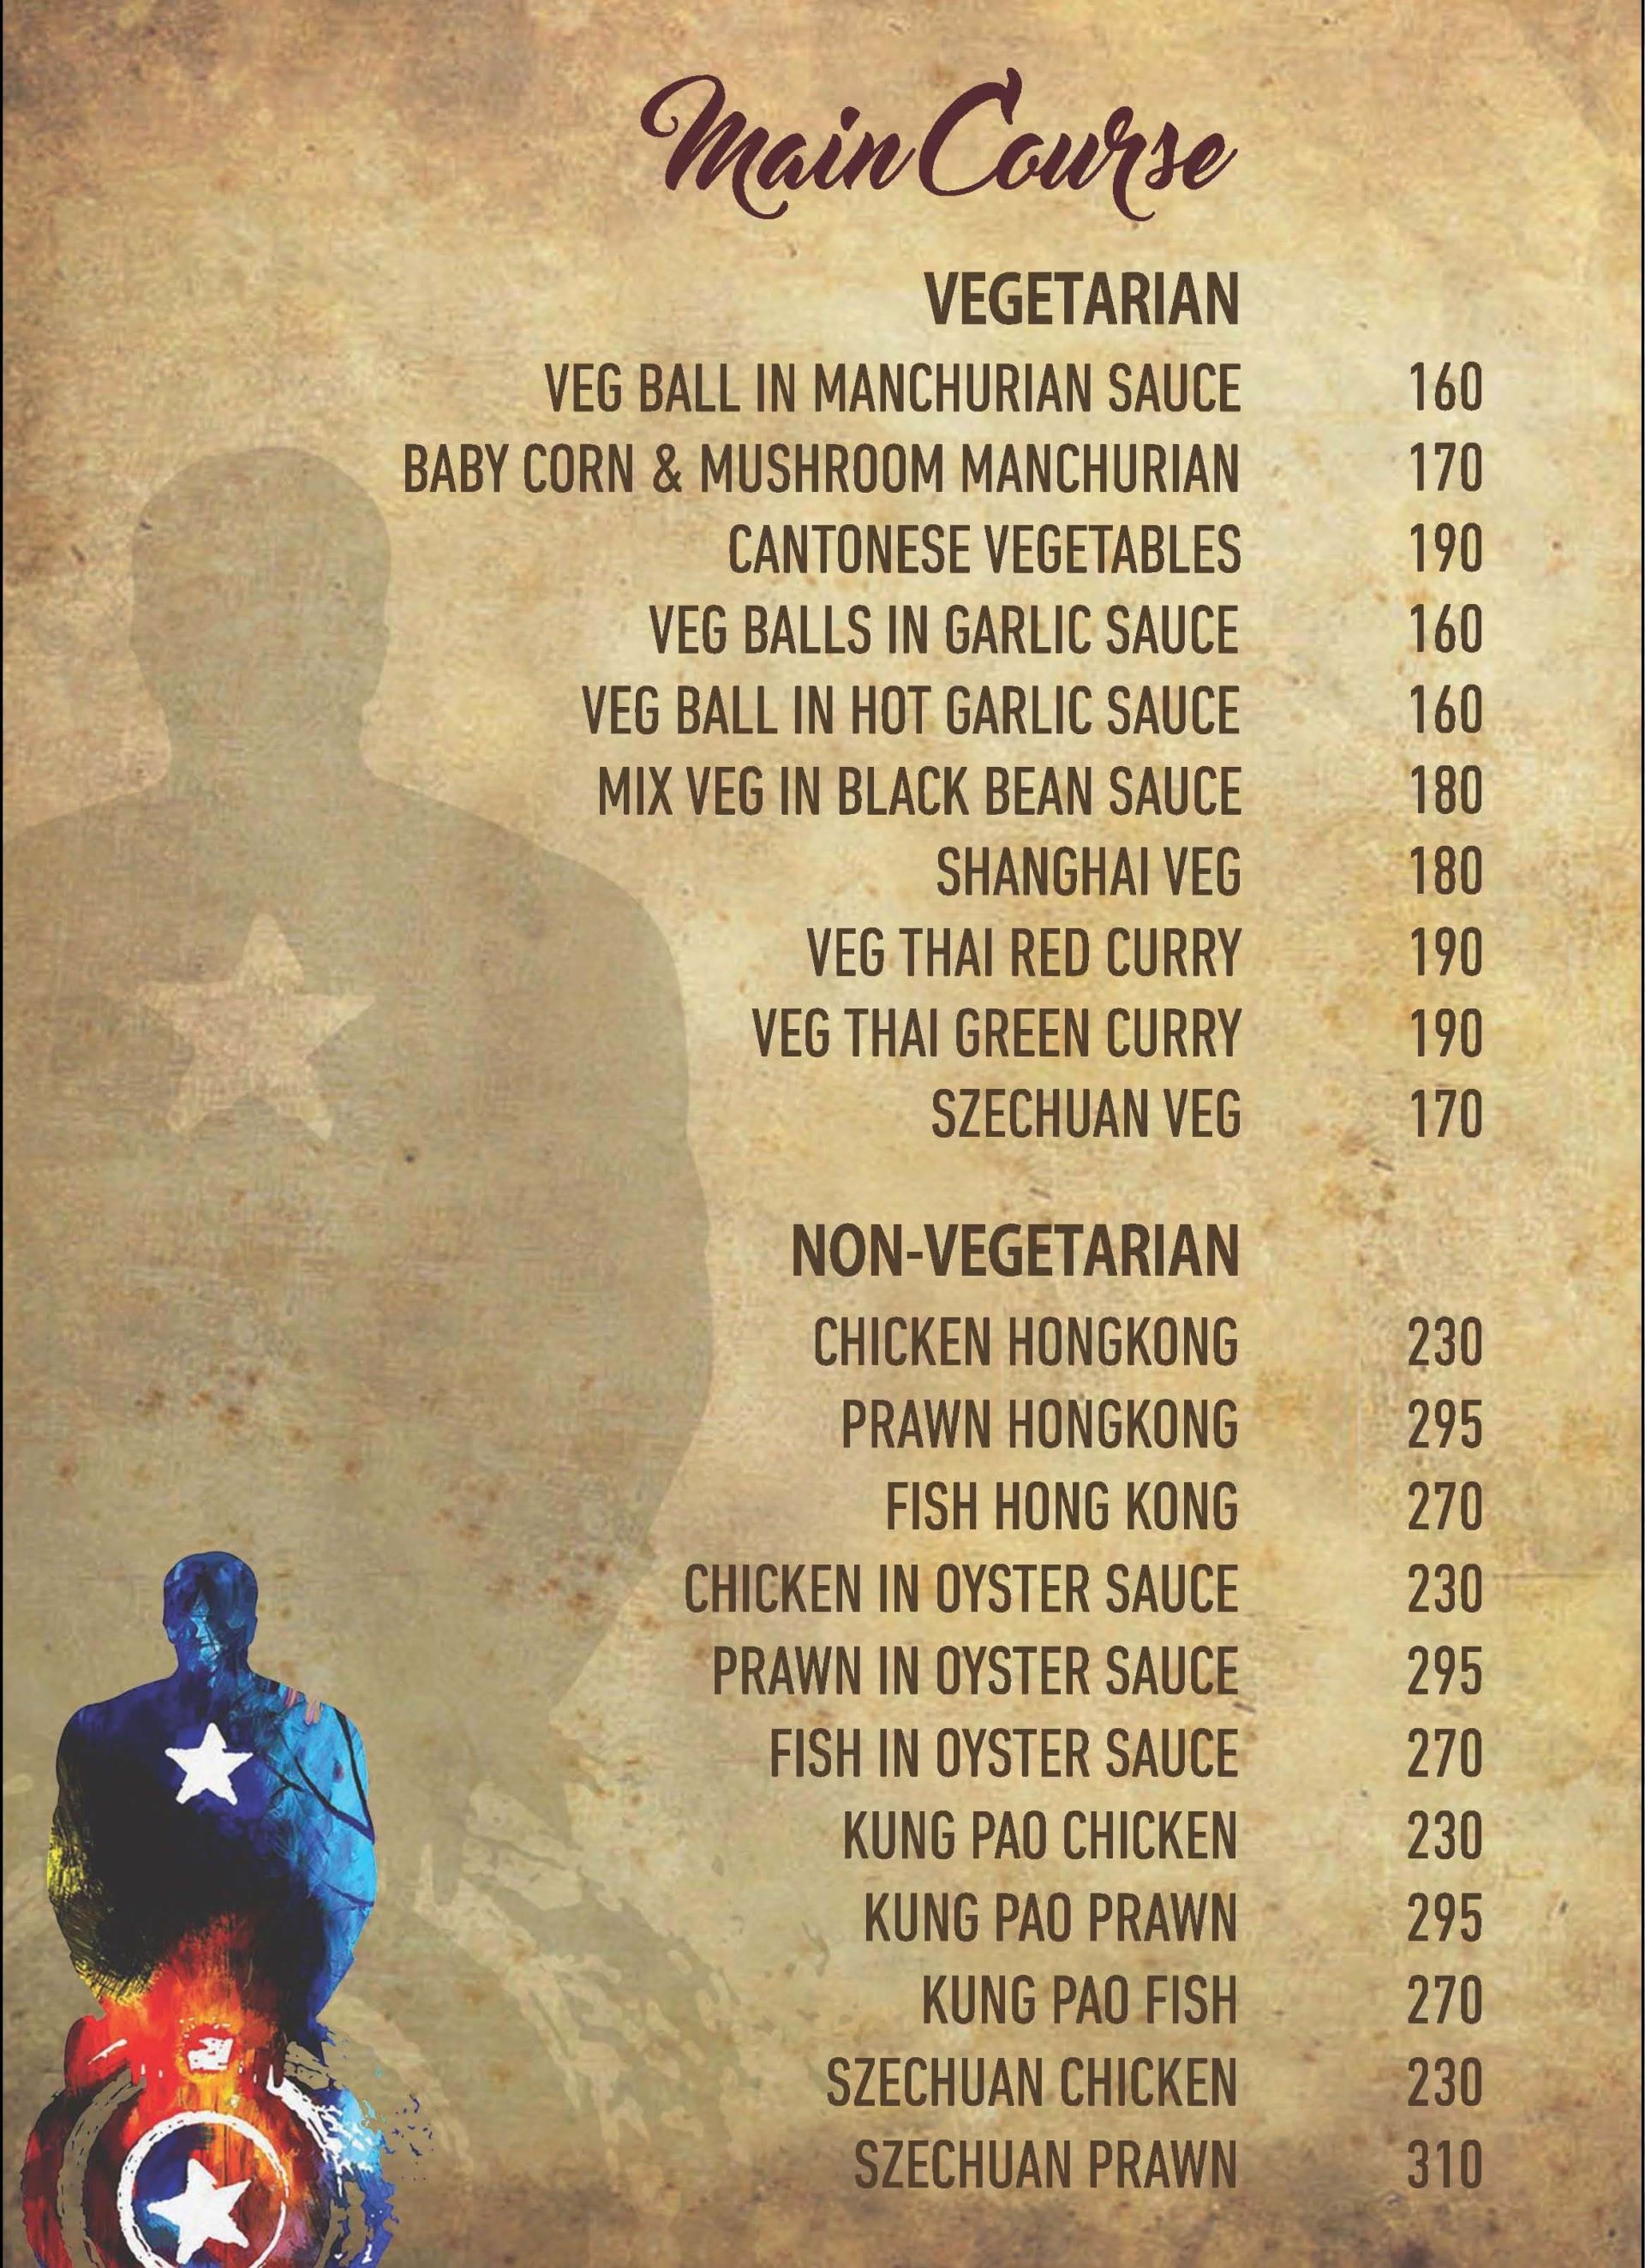 Main Course
VEGETARIAN
VEG BALL IN MANCHURIAN SAUCE 160
BABY CORN & MUSHROOM MANCHURIAN 170
CANTONESE VEGETABLES 190
VEG BALLS IN GARLIC SAUCE 160
VEG BALL IN HOT GARLIC SAUCE 160
MIX VEG IN BLACK BEAN SAUCE 180
SHANGHAI VEG 180
VEG THAI RED CURRY 190
VEG THAI GREEN CURRY 190
SZECHUAN VEG 170
NON-VEGETARIAN
CHICKEN HONGKONG 230
PRAWN HONGKONG 295
FISH HONG KONG 270
CHICKEN IN OYSTER SAUCE 230
PRAWN IN OYSTER SAUCE 295
FISH IN OYSTER SAUCE 270
KUNG PAO CHICKEN 230
KUNG PAO PRAWN 295
KUNG PAO FISH 270
SZECHUAN CHICKEN 230
SZECHUAN PRAWN 310